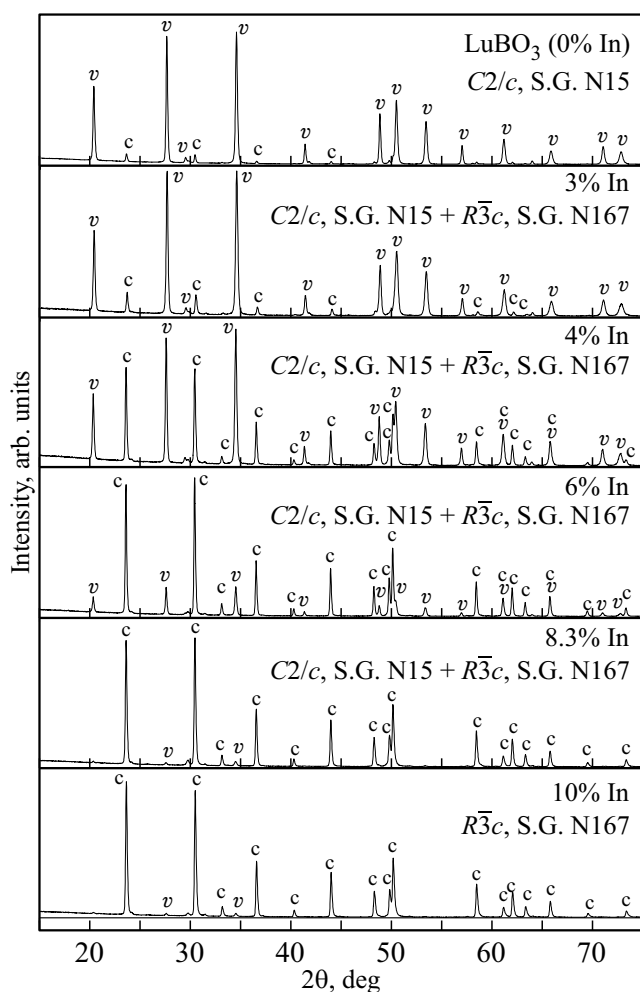 Intensity, arb. units
LuBO₃ (0% In)
C2/c, S.G. N15
v v v v v v v v v v v
c v c c c
3% In
C2/c, S.G. N15 + R3̅c, S.G. N167
v v v v v v v v v v v
c v c c c c c c
4% In
C2/c, S.G. N15 + R3̅c, S.G. N167
v c v c c v c c v c c v c v v v c c v c c c v v v c
6% In
C2/c, S.G. N15 + R3̅c, S.G. N167
v c v c c v c c v c c v c c v v v c c v c c c v c v v c
8.3% In
C2/c, S.G. N15 + R3̅c, S.G. N167
c v c c v c c c c c c c c c c c c c
10% In
R3̅c, S.G. N167
c v c c v c c c c c c c c c c c c c
20 30 40 50 60 70
2θ, deg